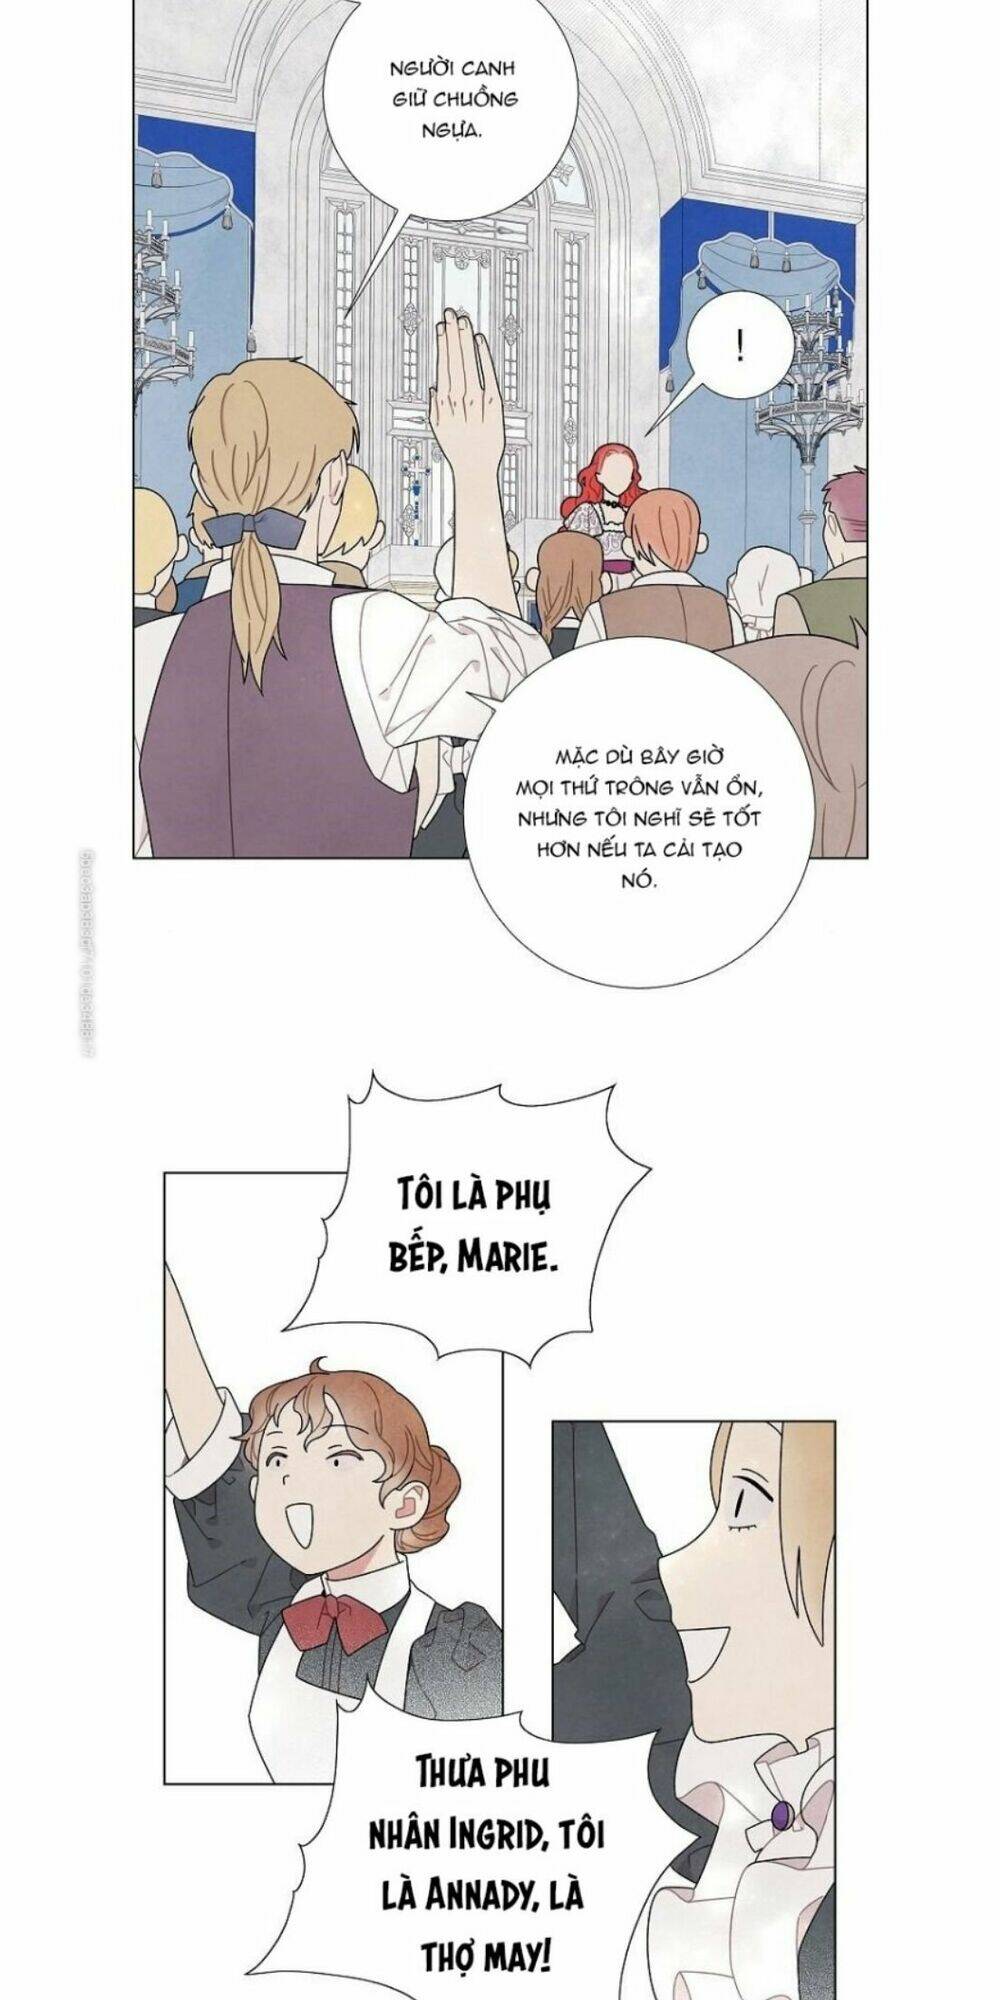 NGƯỜI CANH
GIỮ CHUỒNG
NGỰA.
!
MẶC DÙ BÂY GIỜ
MỌI THỨ TRÔNG VẪN ỔN,
NHƯNG TÔI NGHĨ SẼ TỐT
HƠN NẾU TA CẢI TẠO
NÓ.
TÔI LÀ PHỤ
BẾP, MARIE.
THƯA PHU
NHÂN INGRID, TÔI
LÀ ANNADY, LÀ
THỢ MAY!